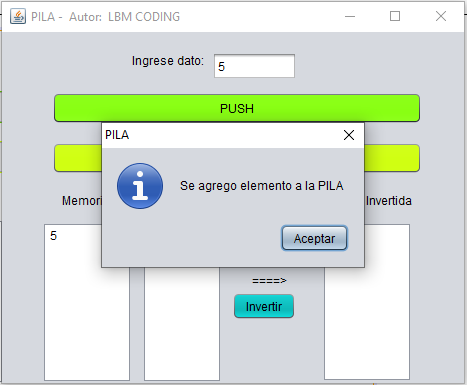 PILA - Autor: LBM CODING
Ingrese dato:
5
PUSH
PILA
Se agrego elemento a la PILA
Aceptar
Memori
Invertida
5
====>
Invertir